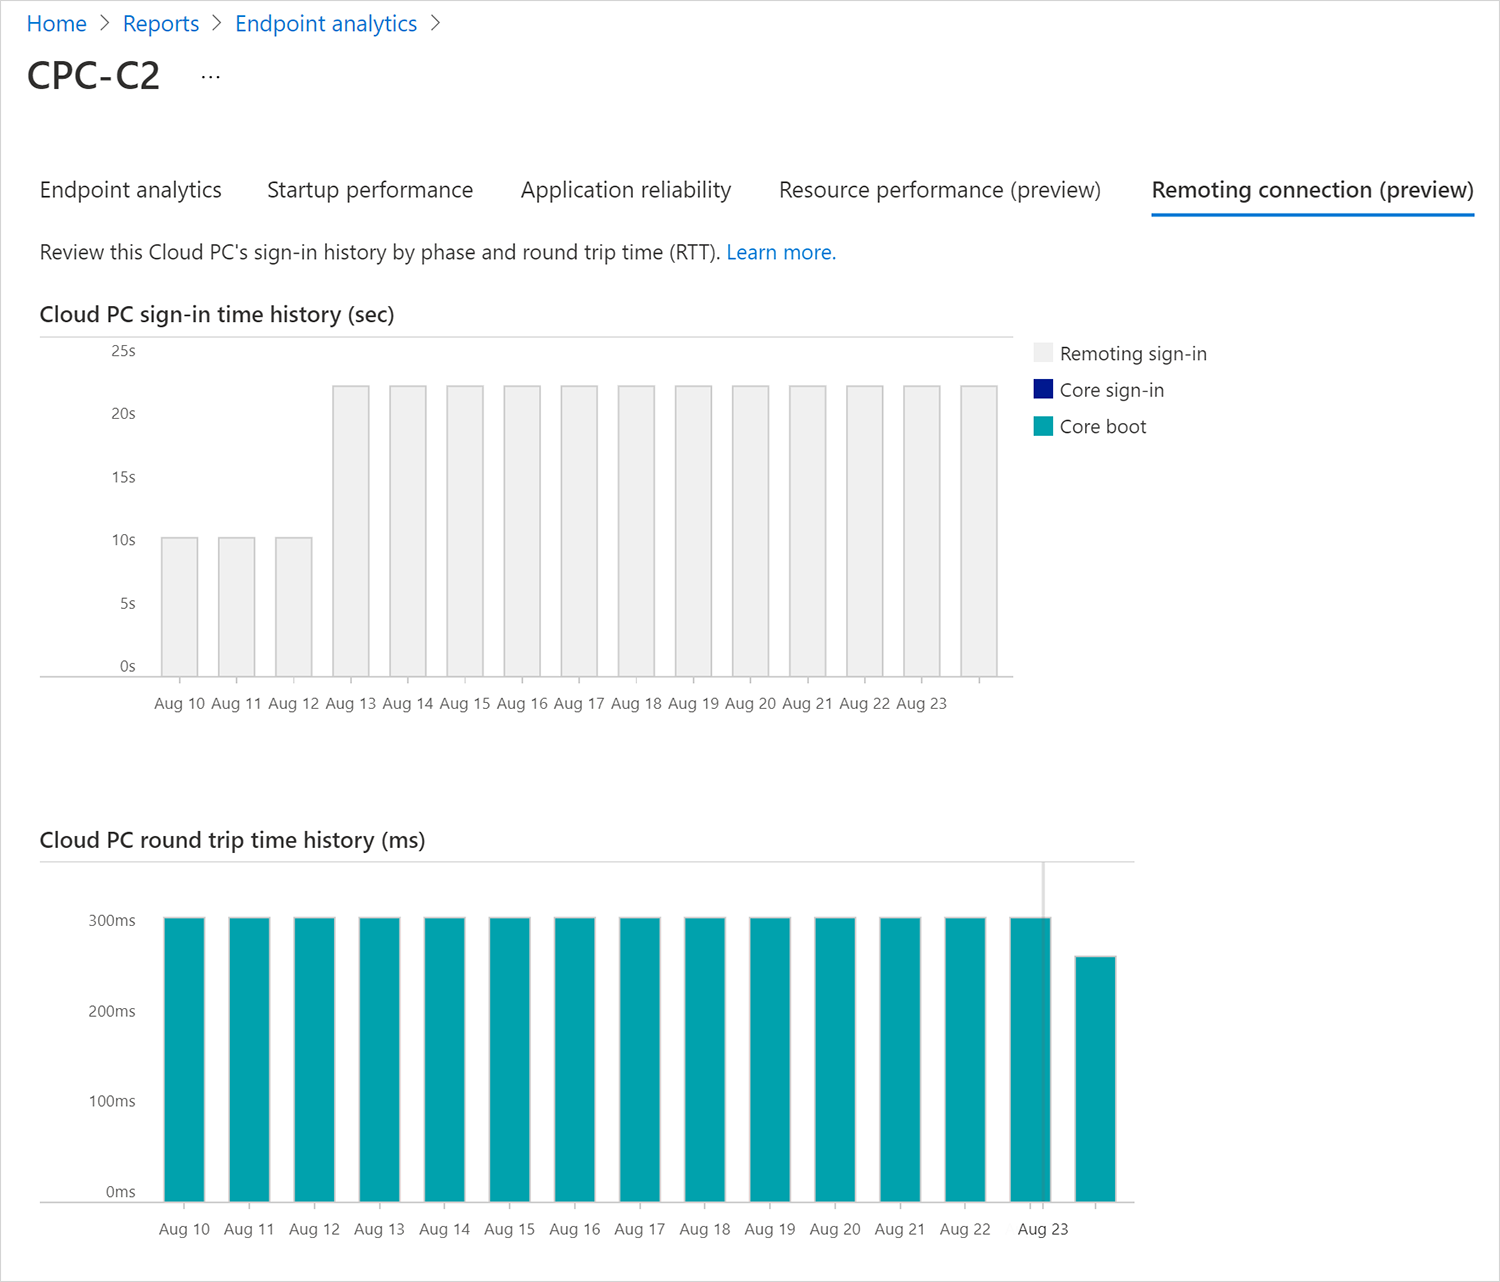 Home > Reports > Endpoint analytics >
CPC-C2 ...
Endpoint analytics Startup performance Application reliability Resource performance (preview) Remoting connection (preview)
Review this Cloud PC's sign-in history by phase and round trip time (RTT). Learn more.
Cloud PC sign-in time history (sec)
25s
20s
15s
10s
5s
0s
Aug 10 Aug 11 Aug 12 Aug 13 Aug 14 Aug 15 Aug 16 Aug 17 Aug 18 Aug 19 Aug 20 Aug 21 Aug 22 Aug 23
Remoting sign-in
Core sign-in
Core boot
Cloud PC round trip time history (ms)
300ms
200ms
100ms
0ms
Aug 10 Aug 11 Aug 12 Aug 13 Aug 14 Aug 15 Aug 16 Aug 17 Aug 18 Aug 19 Aug 20 Aug 21 Aug 22 Aug 23